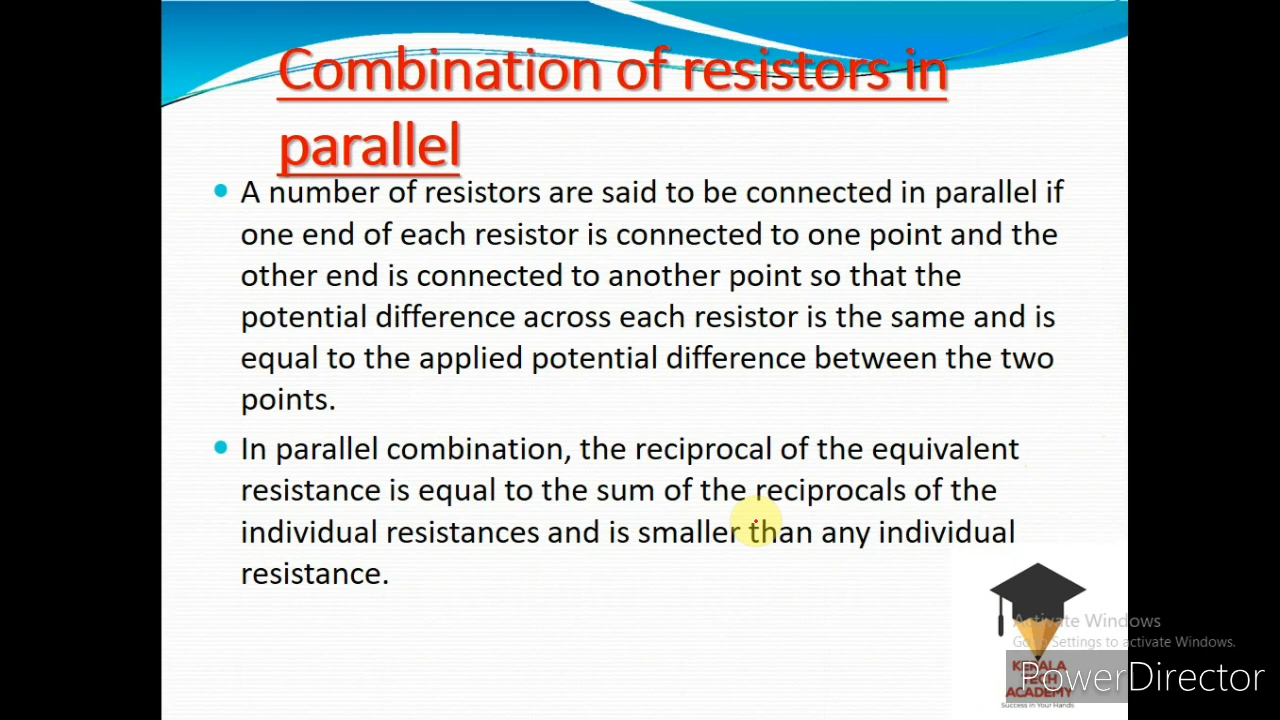 Combination of resistors in
parallel
A number of resistors are said to be connected in parallel if
one end of each resistor is connected to one point and the
other end is connected to another point so that the
potential difference across each resistor is the same and is
equal to the applied potential difference between the two
points.
In parallel combination, the reciprocal of the equivalent
resistance is equal to the sum of the reciprocals of the
individual resistances and is smaller than any individual
resistance.
Activate Windows
Go to Settings to activate Windows.
KERALA
TECH
ACADEMY
Success in Your Hands
PowerDirector